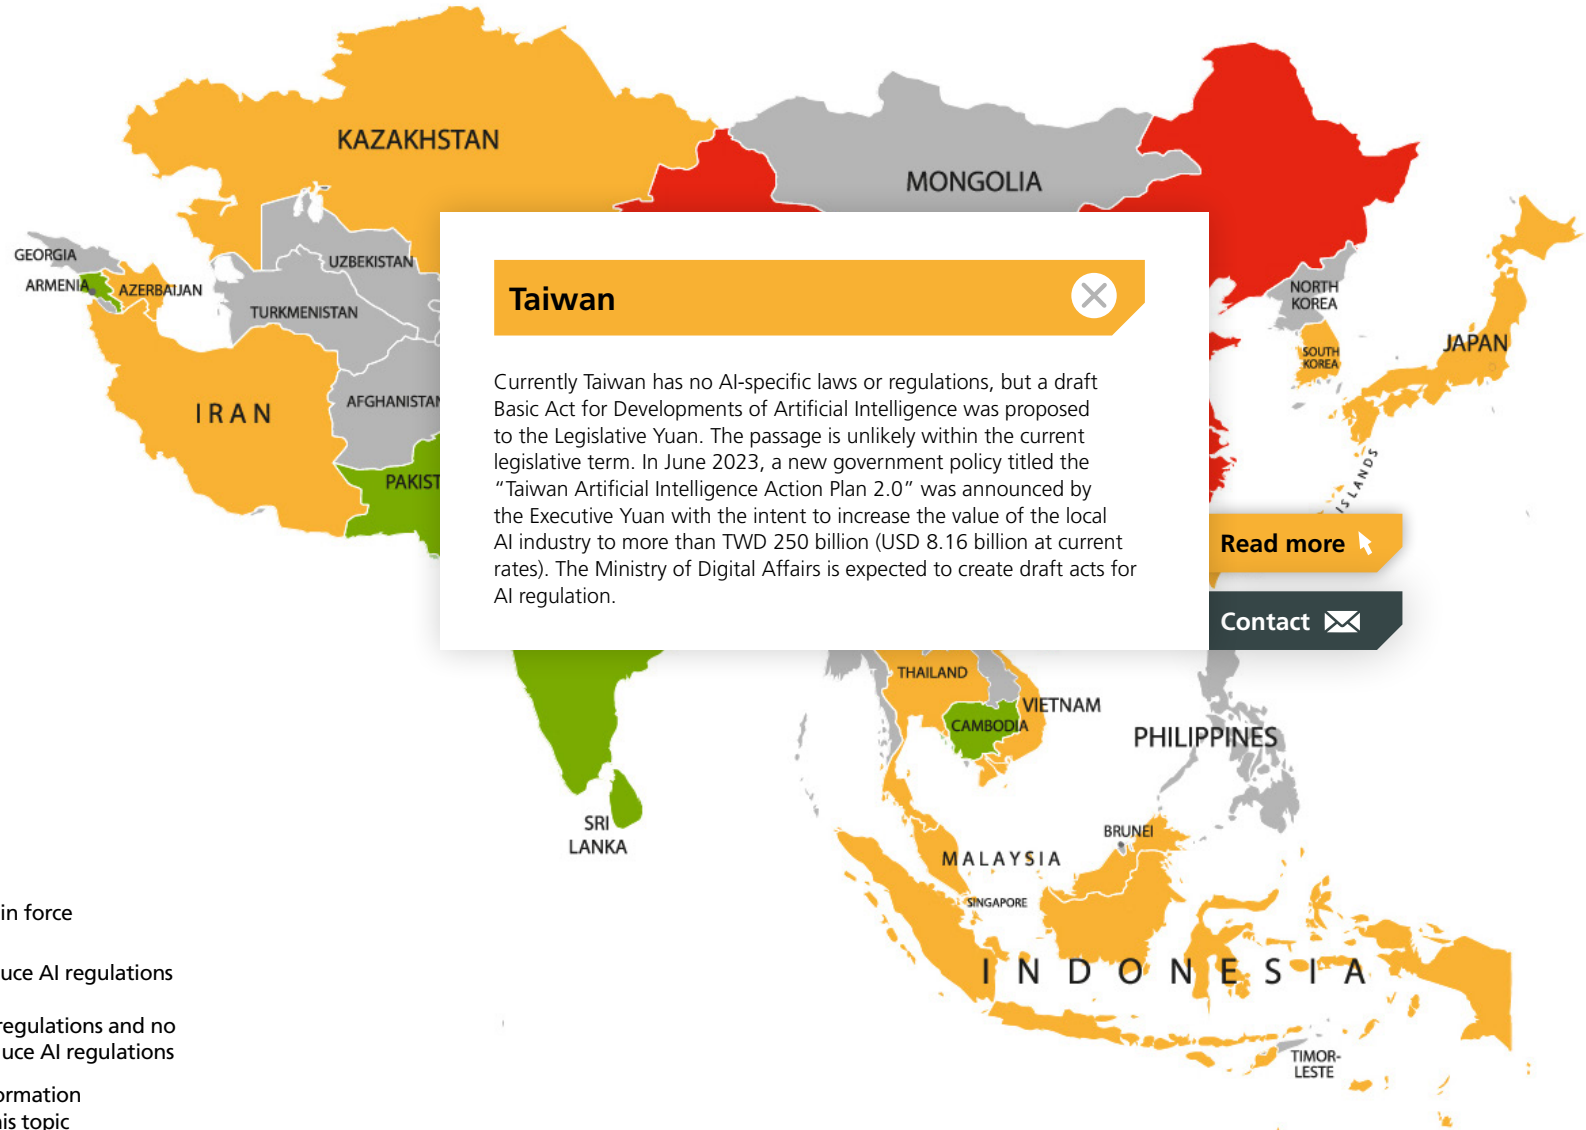 KAZAKHSTAN
MONGOLIA
GEORGIA
UZBEKISTAN
ARMENIA
AZERBAIJAN
TURKMENISTAN
NORTH
KOREA
Taiwan
JAPAN
SOUTH
KOREA
IRAN
AFGHANISTAN
PAKIST
Currently Taiwan has no AI-specific laws or regulations, but a draft
Basic Act for Developments of Artificial Intelligence was proposed
to the Legislative Yuan. The passage is unlikely within the current
legislative term. In June 2023, a new government policy titled the
“Taiwan Artificial Intelligence Action Plan 2.0” was announced by
the Executive Yuan with the intent to increase the value of the local
AI industry to more than TWD 250 billion (USD 8.16 billion at current
rates). The Ministry of Digital Affairs is expected to create draft acts for
AI regulation.
ISLANDS
Read more
Contact
THAILAND
VIETNAM
CAMBODIA
PHILIPPINES
SRI
LANKA
BRUNEI
MALAYSIA
SINGAPORE
INDONESIA
TIMOR-
LESTE
in force
uce AI regulations
regulations and no
uce AI regulations
ormation
is topic